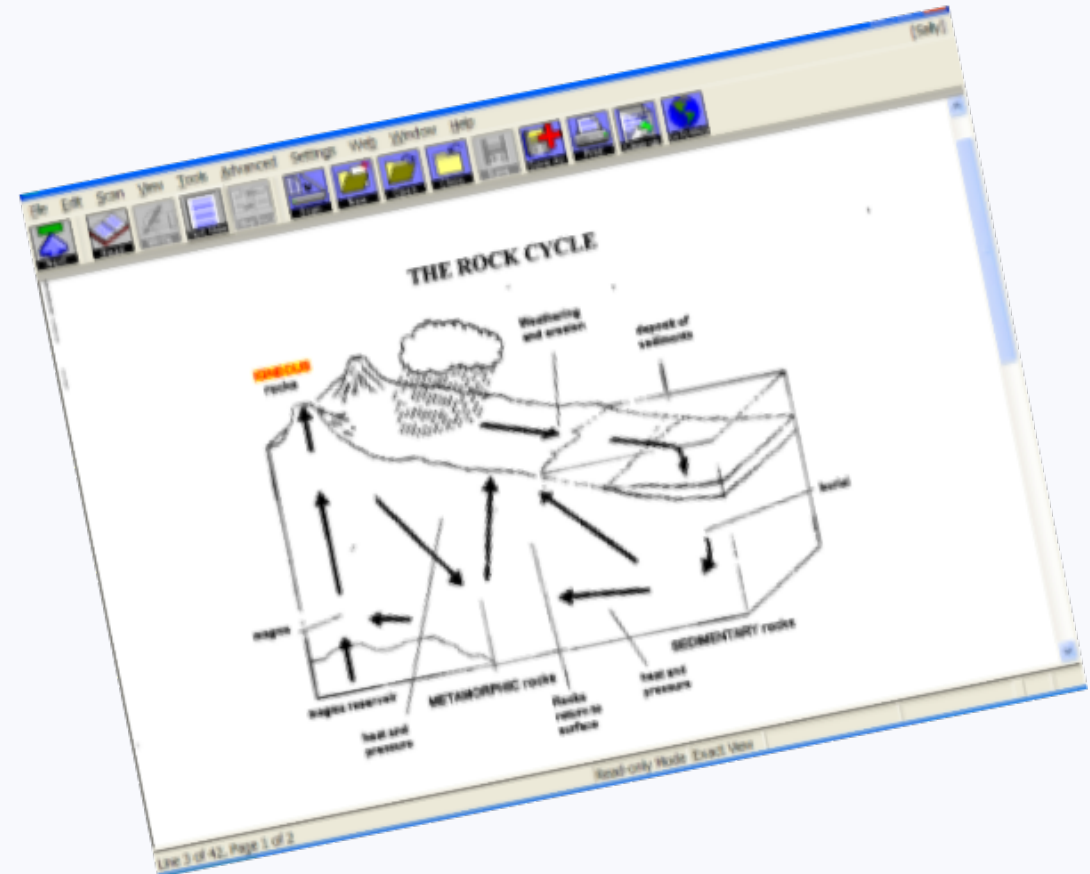 [Sally]
File Edit Scan View Tools Advanced Settings Web Window Help
THE ROCK CYCLE
Weathering
and erosion
deposit of
sediments
IGNEOUS
rocks
burial
magma
SEDIMENTARY rocks
METAMORPHIC rocks
heat and
pressure
magma reservoir
Rocks
return to
surface
heat and
pressure
Read-only Mode Exact View
Line 3 of 42, Page 1 of 2